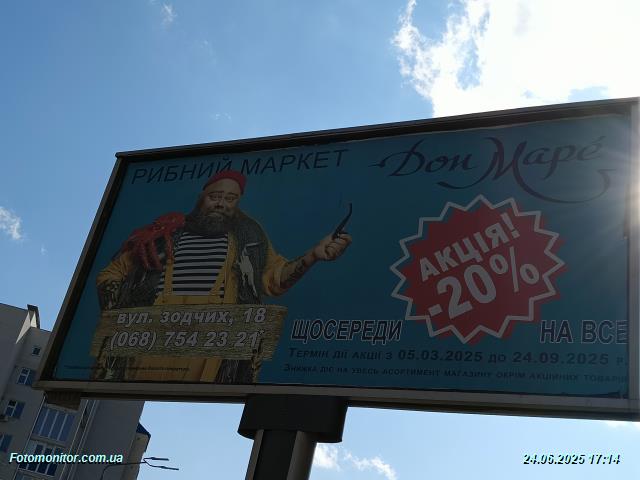 РИБНИЙ МАРКЕТ
Дон Маре́
АКЦІЯ!
-20%
вул. зодчих, 18
(068) 754 23 21
ЩОСЕРЕДИ НА ВСЕ
Термін дії акції з 05.03.2025 до 24.09.2025 р.
Знижка діє на увесь асортимент магазину окрім акційних товарів
Fotomonitor.com.ua
24.06.2025 17:14